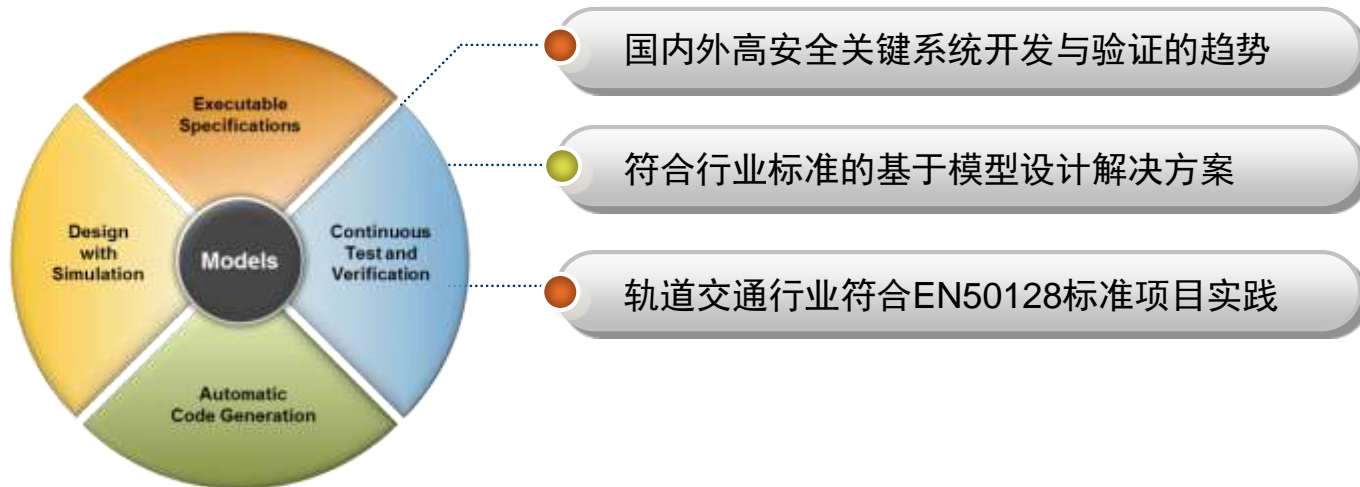 Executable
Specifications
Design
with
Simulation
Models
Continuous
Test and
Verification
Automatic
Code Generation
国内外高安全关键系统开发与验证的趋势
符合行业标准的基于模型设计解决方案
轨道交通行业符合EN50128标准项目实践